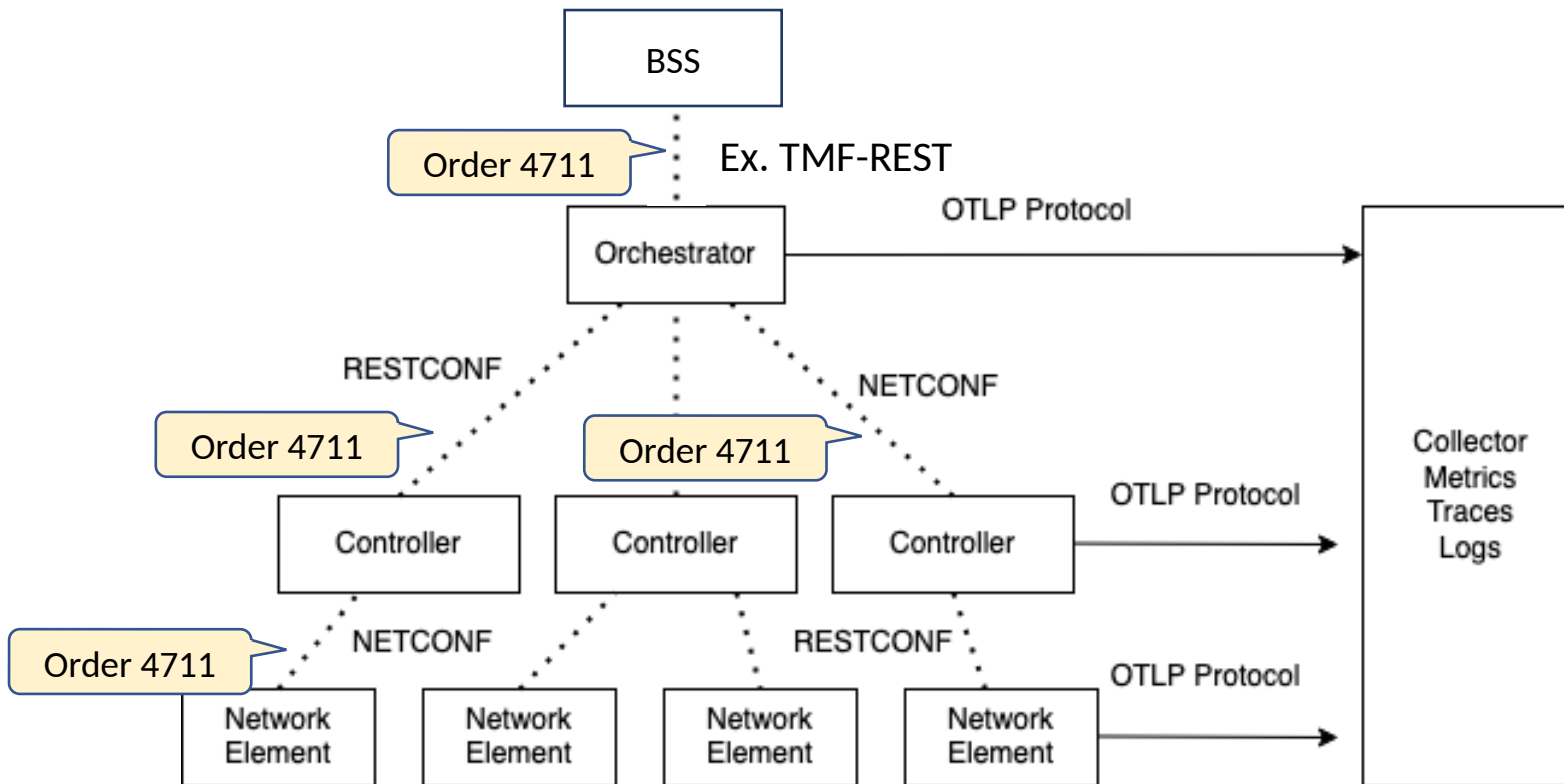 BSS
Order 4711
Ex. TMF-REST
OTLP Protocol
Orchestrator
RESTCONF
NETCONF
Order 4711
Order 4711
Collector
Metrics
Traces
Logs
OTLP Protocol
Controller
Controller
Controller
NETCONF
RESTCONF
Order 4711
OTLP Protocol
Network
Element
Network
Element
Network
Element
Network
Element